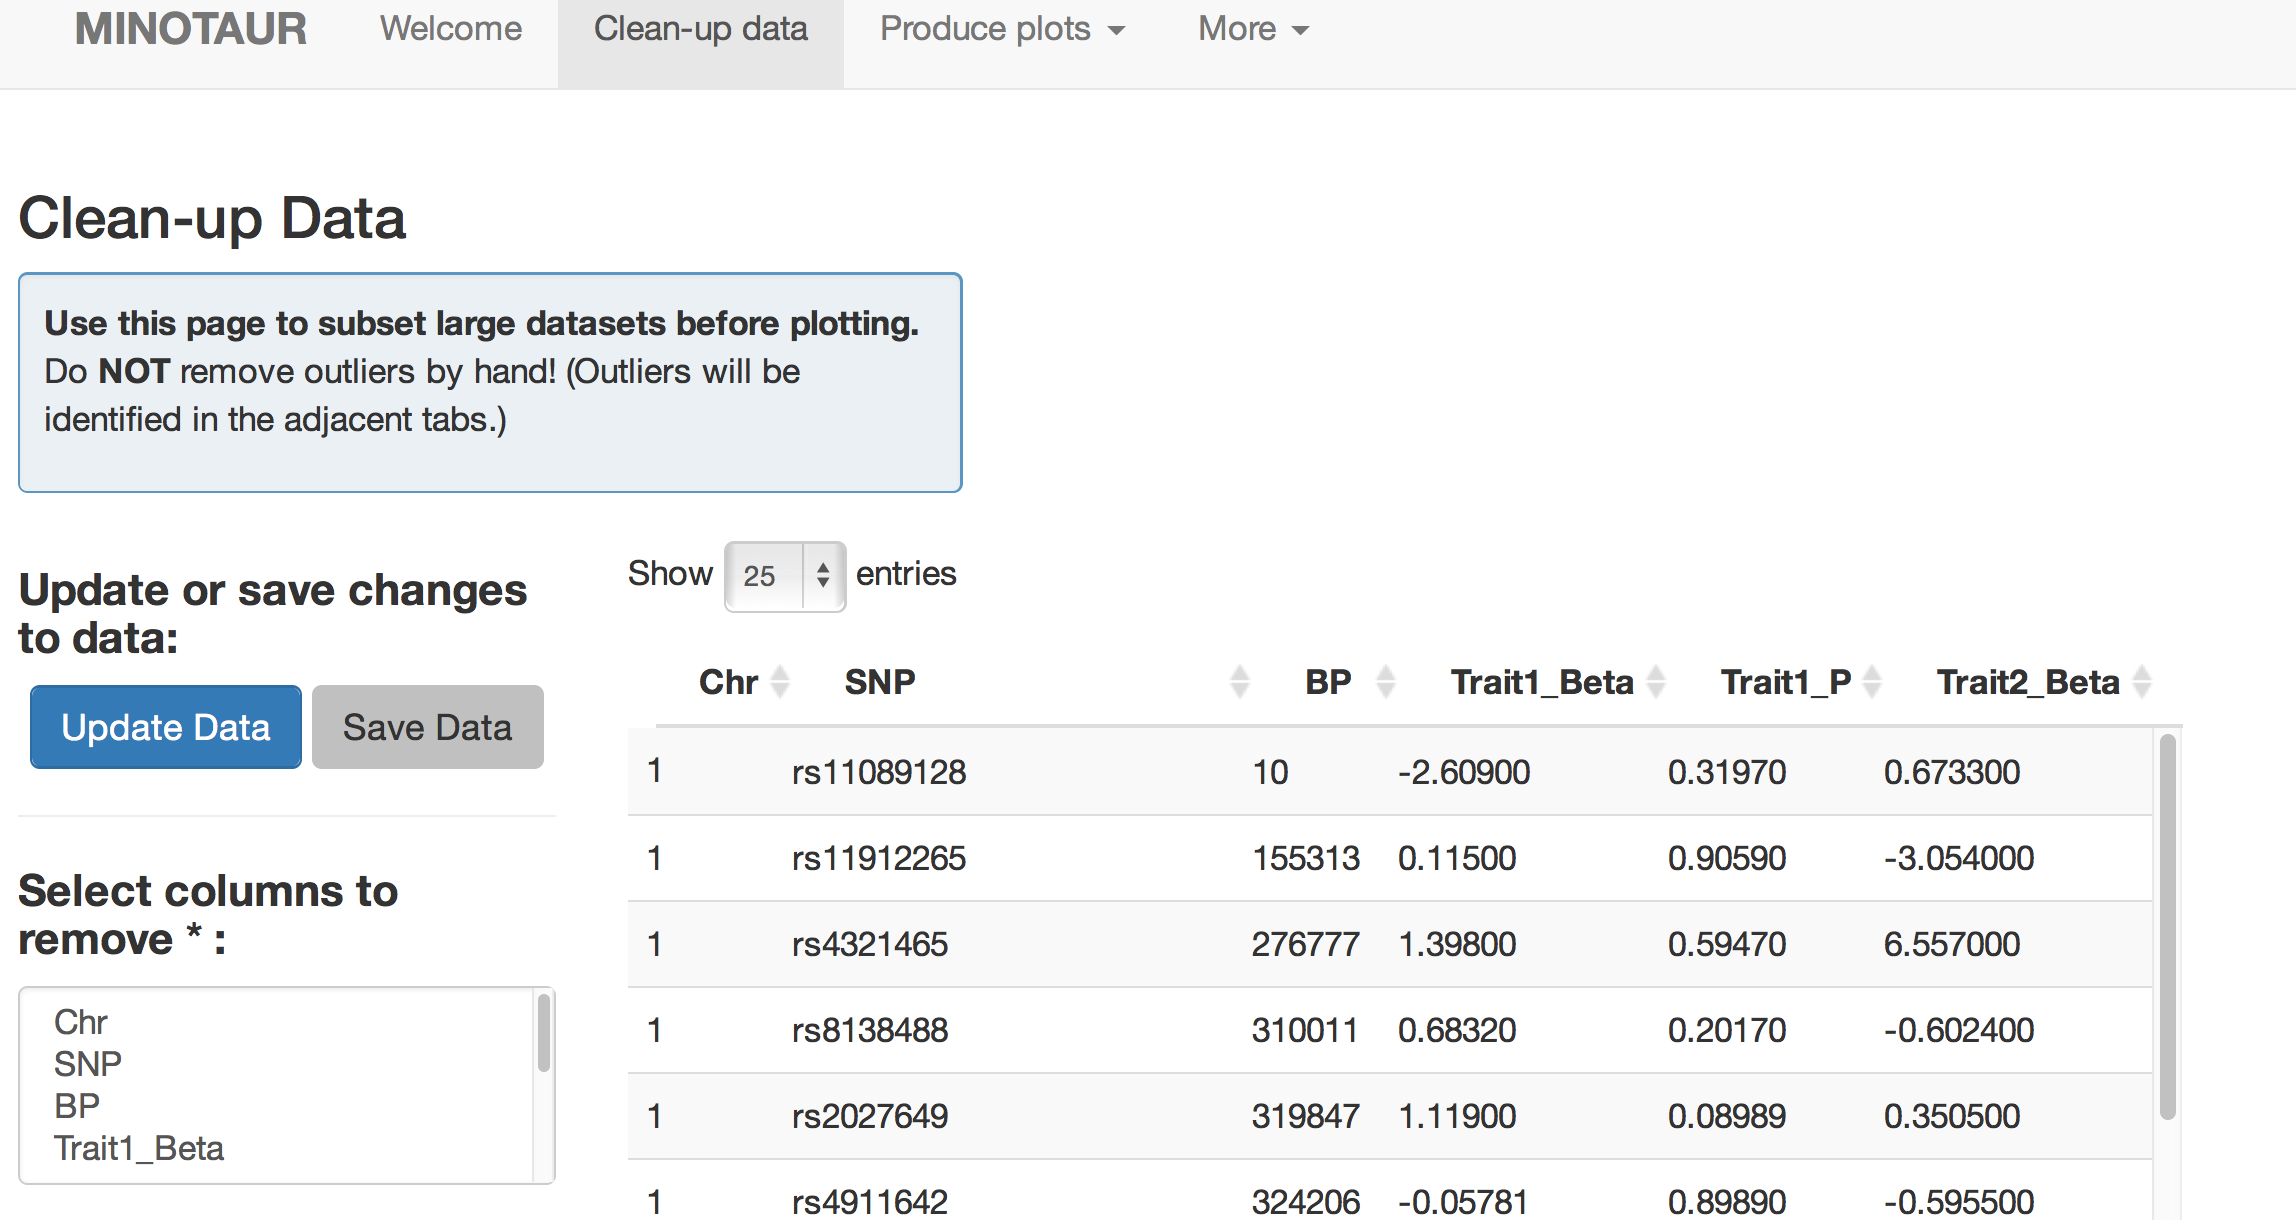 MINOTAUR Welcome Clean-up data Produce plots More
Clean-up Data
Use this page to subset large datasets before plotting.
Do NOT remove outliers by hand! (Outliers will be
identified in the adjacent tabs.)
Update or save changes
to data:
Update Data Save Data
Select columns to
remove * :
Chr
SNP
BP
Trait1_Beta
Show 25 entries
Chr SNP BP Trait1_Beta Trait1_P Trait2_Beta
1 rs11089128 10 -2.60900 0.31970 0.673300
1 rs11912265 155313 0.11500 0.90590 -3.054000
1 rs4321465 276777 1.39800 0.59470 6.557000
1 rs8138488 310011 0.68320 0.20170 -0.602400
1 rs2027649 319847 1.11900 0.08989 0.350500
1 rs4911642 324206 -0.05781 0.89890 -0.595500